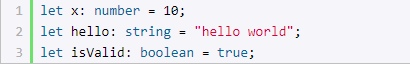 1 let x: number = 10;
2 let hello: string = "hello world";
3 let isValid: boolean = true;